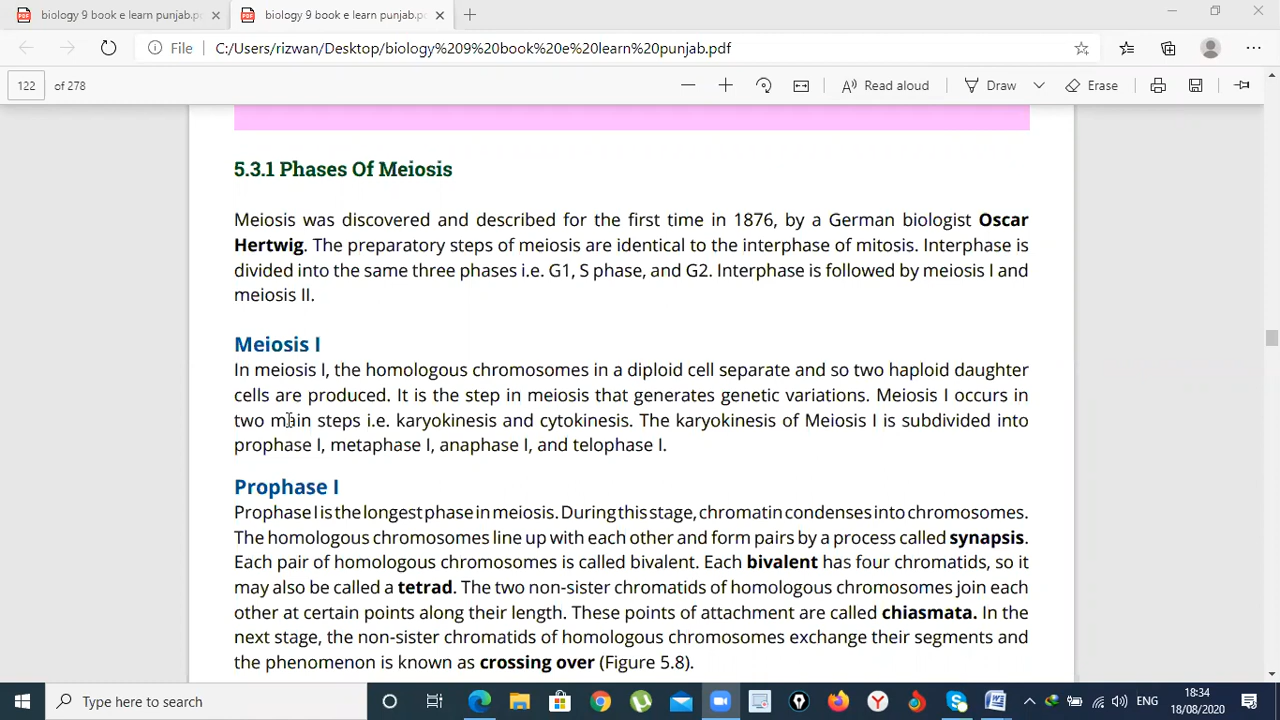 biology 9 book e learn punjab.p
biology 9 book e learn punjab.p
File C:/Users/rizwan/Desktop/biology%209%20book%20e%20learn%20punjab.pdf
122 of 278 Read aloud Draw Erase
5.3.1 Phases Of Meiosis
Meiosis was discovered and described for the first time in 1876, by a German biologist Oscar
Hertwig. The preparatory steps of meiosis are identical to the interphase of mitosis. Interphase is
divided into the same three phases i.e. G1, S phase, and G2. Interphase is followed by meiosis I and
meiosis II.
Meiosis I
In meiosis I, the homologous chromosomes in a diploid cell separate and so two haploid daughter
cells are produced. It is the step in meiosis that generates genetic variations. Meiosis I occurs in
two main steps i.e. karyokinesis and cytokinesis. The karyokinesis of Meiosis I is subdivided into
prophase I, metaphase I, anaphase I, and telophase I.
Prophase I
Prophase I is the longest phase in meiosis. During this stage, chromatin condenses into chromosomes.
The homologous chromosomes line up with each other and form pairs by a process called synapsis.
Each pair of homologous chromosomes is called bivalent. Each bivalent has four chromatids, so it
may also be called a tetrad. The two non-sister chromatids of homologous chromosomes join each
other at certain points along their length. These points of attachment are called chiasmata. In the
next stage, the non-sister chromatids of homologous chromosomes exchange their segments and
the phenomenon is known as crossing over (Figure 5.8).
Type here to search
ENG
18:34
18/08/2020